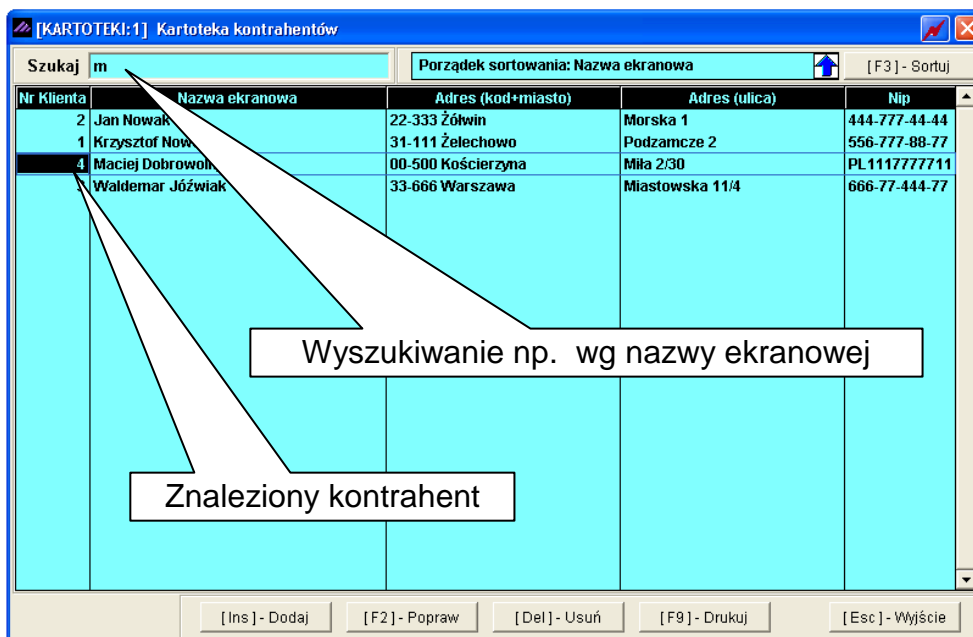 [KARTOTEKI:1] Kartoteka kontrahentów
Szukaj m Porządek sortowania: Nazwa ekranowa [F3] - Sortuj
Nr Klienta Nazwa ekranowa Adres (kod+miasto) Adres (ulica) Nip
2 Jan Nowak 22-333 Żółwin Morska 1 444-777-44-44
1 Krzysztof Now 31-111 Żelechowo Podzamcze 2 556-777-88-77
4 Maciej Dobrowoln 00-500 Kościerzyna Miła 2/30 PL1117777711
Waldemar Jóźwiak 33-666 Warszawa Miastowska 11/4 666-77-444-77
Wyszukiwanie np. wg nazwy ekranowej
Znaleziony kontrahent
[Ins] - Dodaj [F2] - Popraw [Del] - Usuń [F9] - Drukuj [Esc] - Wyjście